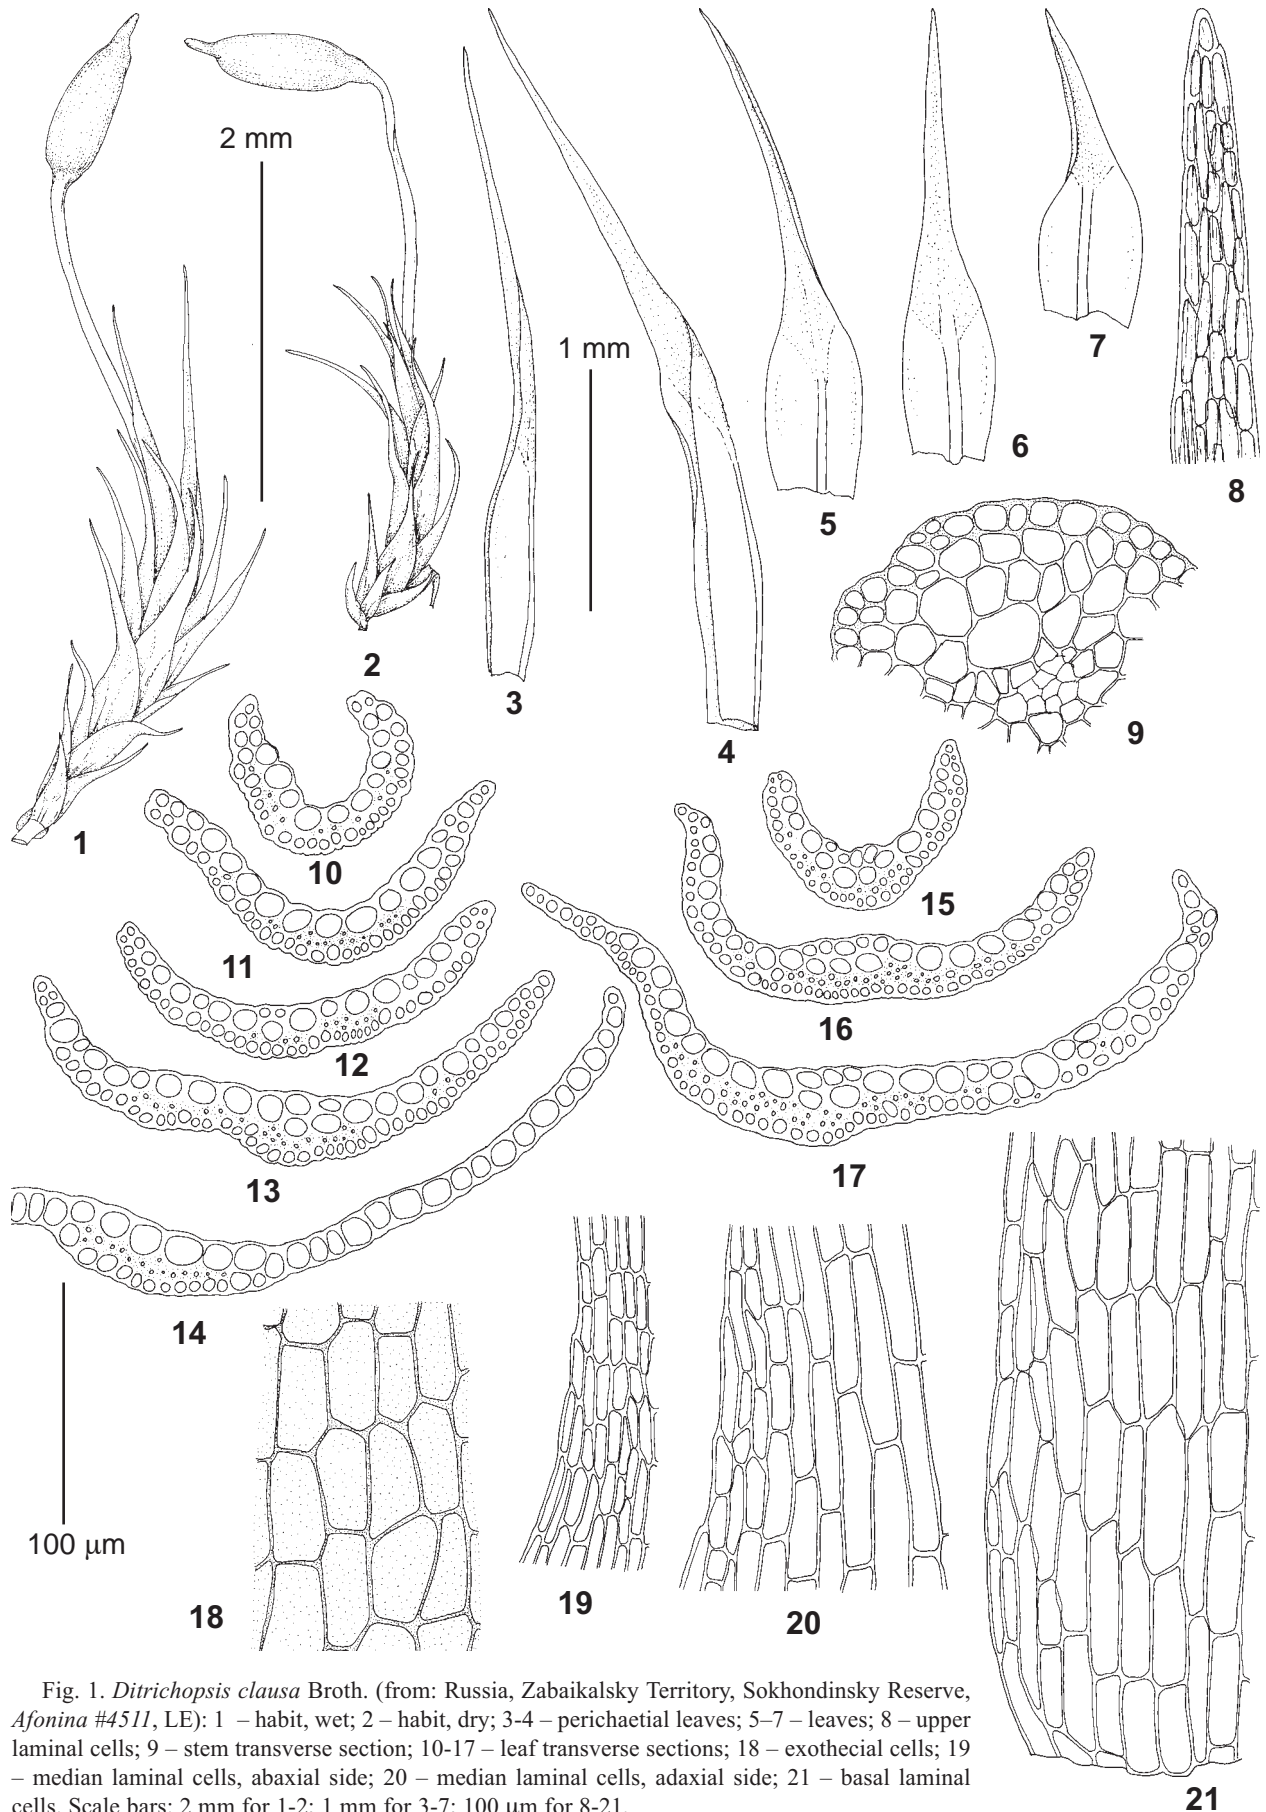 2 mm
1 mm
7
6
8
5
2
3
9
4
1
10
15
11
16
12
17
13
14
100 μm
19
18
20
Fig. 1. Ditrichopsis clausa Broth. (from: Russia, Zabaikalsky Territory, Sokhondinsky Reserve,
Afonina #4511, LE): 1 – habit, wet; 2 – habit, dry; 3-4 – perichaetial leaves; 5–7 – leaves; 8 – upper
laminal cells; 9 – stem transverse section; 10-17 – leaf transverse sections; 18 – exothecial cells; 19
– median laminal cells, abaxial side; 20 – median laminal cells, adaxial side; 21 – basal laminal
cells. Scale bars: 2 mm for 1-2; 1 mm for 3-7; 100 μm for 8-21.
21